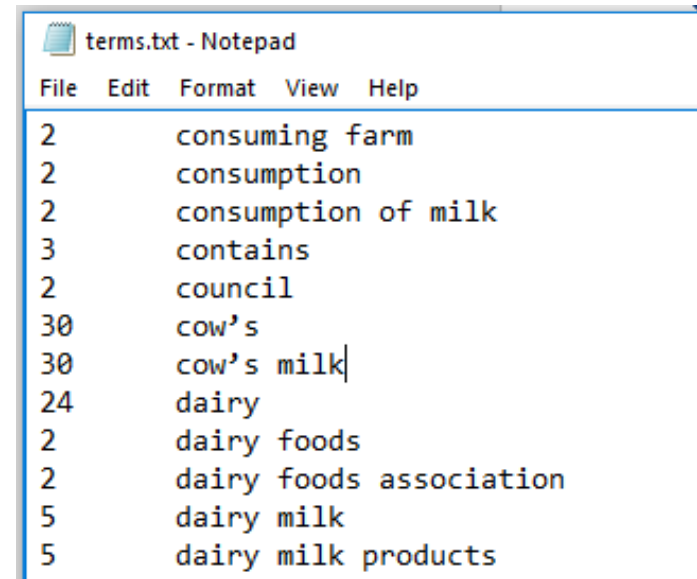 terms.txt - Notepad
File Edit Format View Help
2 consuming farm
2 consumption
2 consumption of milk
3 contains
2 council
30 cow’s
30 cow’s milk
24 dairy
2 dairy foods
2 dairy foods association
5 dairy milk
5 dairy milk products